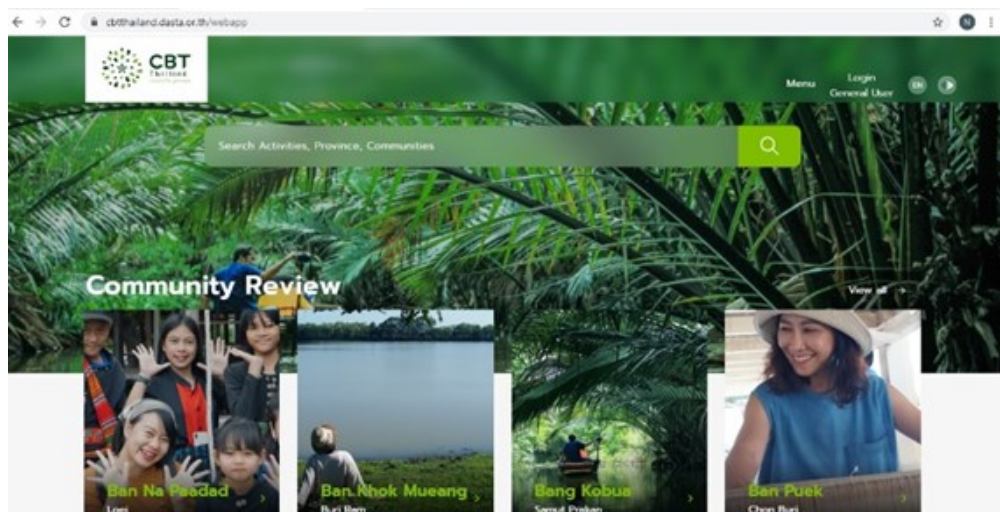 cbtthailand.dasta.or.th/webapp
N
CBT
Thailand
Menu
Login
General User
EN
Search Activities, Province, Communities
Community Review
View all
Ban Na Paadad
Loei
Ban Khok Mueang
Buri Ram
Bang Kobua
Samut Prakan
Ban Puek
Chon Buri